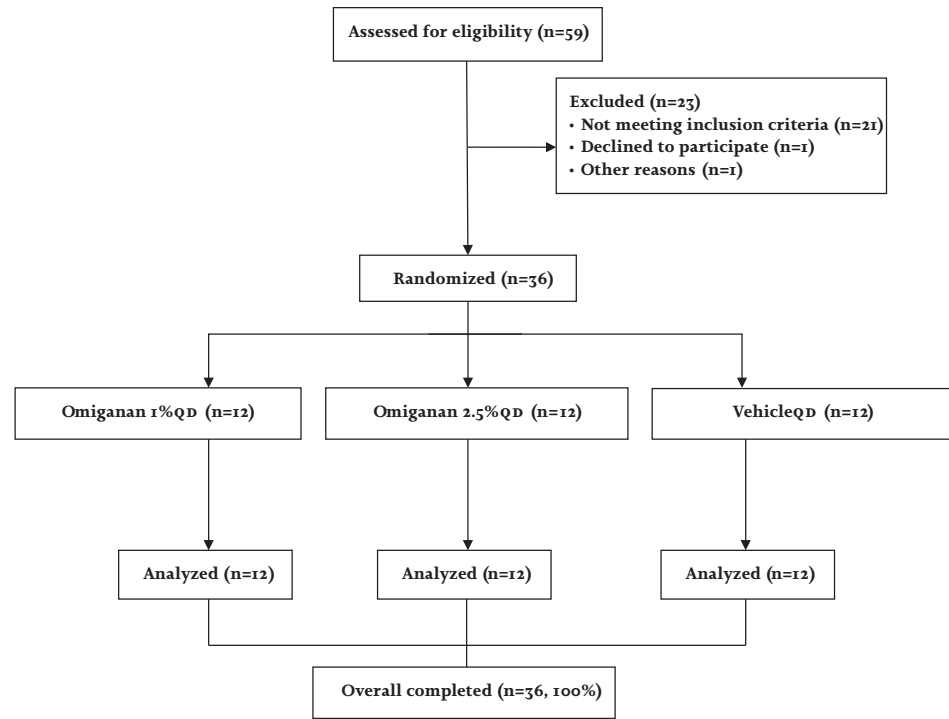 Assessed for eligibility (n=59)
Excluded (n=23)
• Not meeting inclusion criteria (n=21)
• Declined to participate (n=1)
• Other reasons (n=1)
Randomized (n=36)
Omiganan 1%QD (n=12)
Omiganan 2.5%QD (n=12)
VehicleQD (n=12)
Analyzed (n=12)
Analyzed (n=12)
Analyzed (n=12)
Overall completed (n=36, 100%)